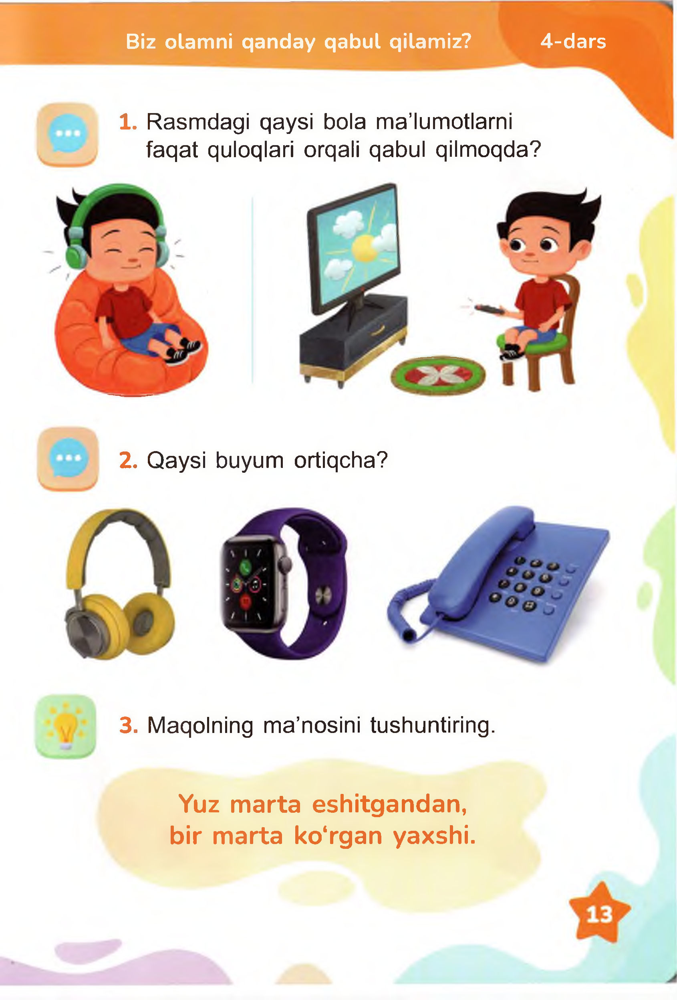 Biz olamni qanday qabul qilamiz?
4-dars
1. Rasmdagi qaysi bola ma’lumotlarni
faqat quloqlari orqali qabul qilmoqda?
2. Qaysi buyum ortiqcha?
3. Maqolning ma’nosini tushuntiring.
Yuz marta eshitgandan,
bir marta ko‘rgan yaxshi.
13